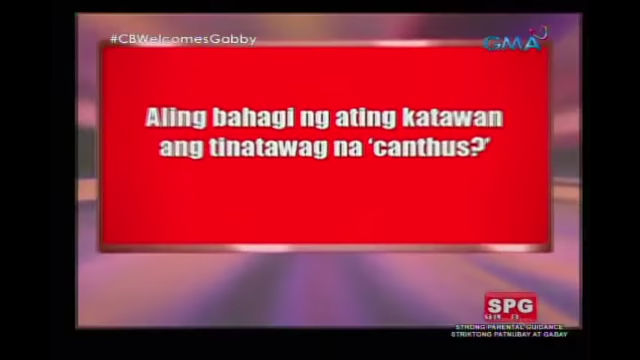 #CBWelcomesGabby
GMA
Aling bahagi ng ating katawan
ang tinatawag na ‘canthus?’
SPG
STRONG PARENTAL GUIDANCE
STRIKTONG PATNUBAY AT GABAY